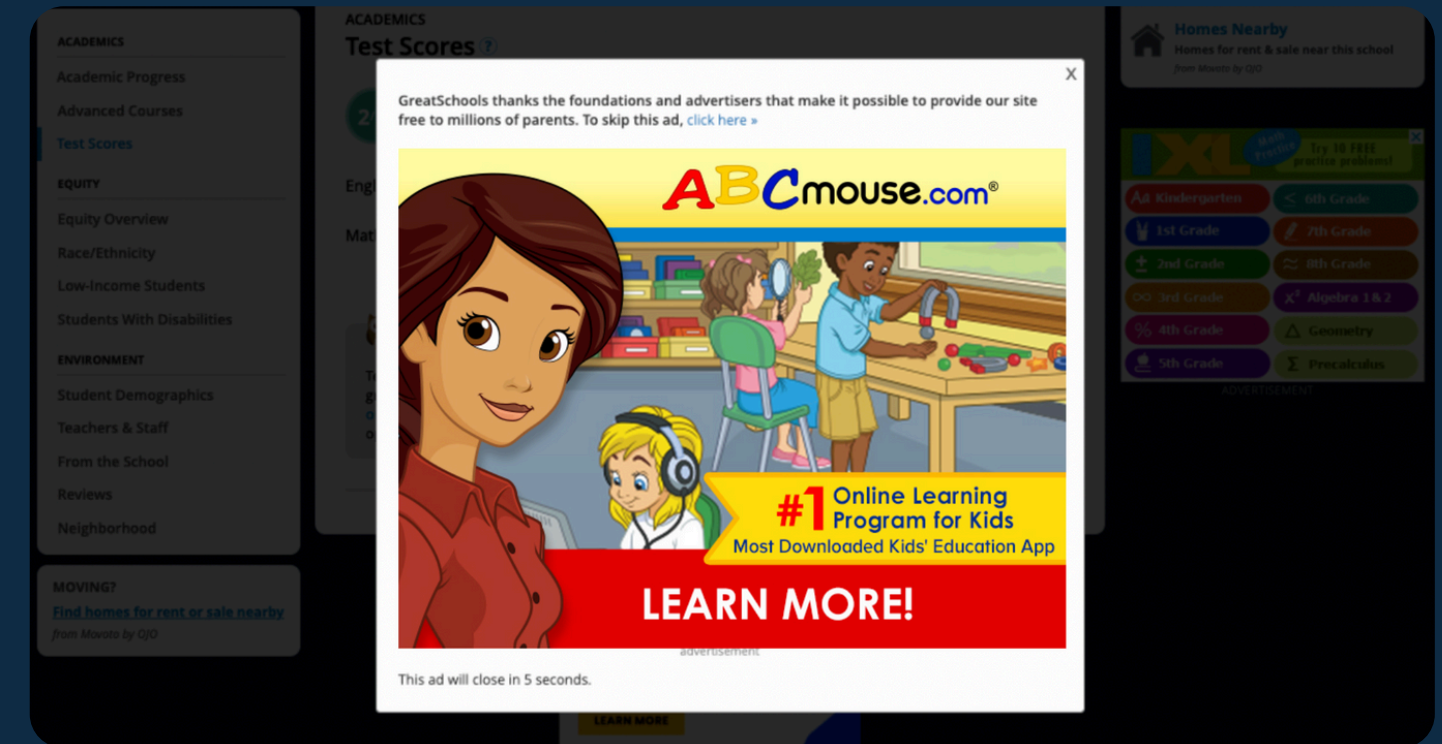 ACADEMICS
Academic Progress
Advanced Courses
Test Scores
EQUITY
Equity Overview
Race/Ethnicity
Low-Income Students
Students With Disabilities
ENVIRONMENT
Student Demographics
Teachers & Staff
From the School
Reviews
Neighborhood
MOVING?
Find homes for rent or sale nearby
from Movoto by OJO
ACADEMICS
Test Scores ?
2
Engl
Mat
X
GreatSchools thanks the foundations and advertisers that make it possible to provide our site
free to millions of parents. To skip this ad, click here »
ABCmouse.com®
#1 Online Learning
Program for Kids
Most Downloaded Kids' Education App
LEARN MORE!
advertisement
This ad will close in 5 seconds.
LEARN MORE
Homes Nearby
Homes for rent & sale near this school
from Movoto by OJO
IXL Math Practice Try 10 FREE
practice problems!
Aa Kindergarten < 6th Grade
1st Grade 7th Grade
± 2nd Grade ≈ 8th Grade
∞ 3rd Grade x² Algebra 1 & 2
% 4th Grade △ Geometry
5th Grade Σ Precalculus
ADVERTISEMENT